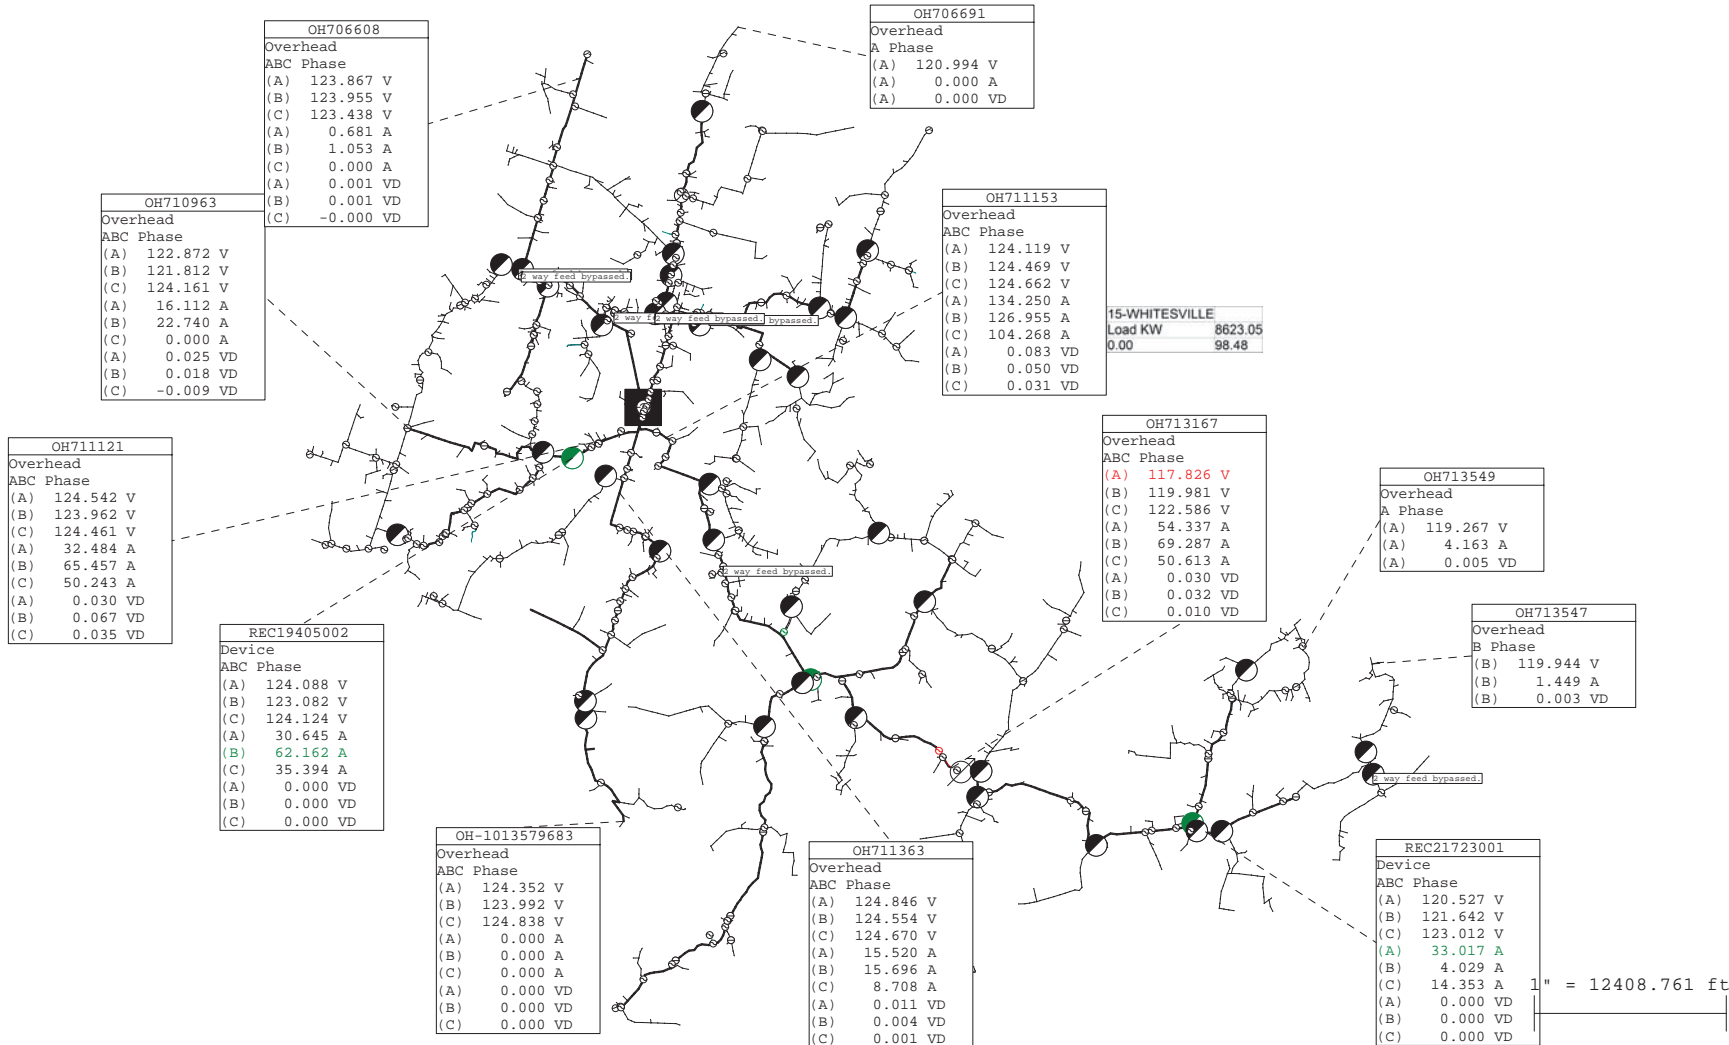 OH706608
Overhead
ABC Phase
(A) 123.867 V
(B) 123.955 V
(C) 123.438 V
(A) 0.681 A
(B) 1.053 A
(C) 0.000 A
(A) 0.001 VD
(B) 0.001 VD
(C) -0.000 VD
OH706691
Overhead
A Phase
(A) 120.994 V
(A) 0.000 A
(A) 0.000 VD
OH710963
Overhead
ABC Phase
(A) 122.872 V
(B) 121.812 V
(C) 124.161 V
(A) 16.112 A
(B) 22.740 A
(C) 0.000 A
(A) 0.025 VD
(B) 0.018 VD
(C) -0.009 VD
OH711153
Overhead
ABC Phase
(A) 124.119 V
(B) 124.469 V
(C) 124.662 V
(A) 134.250 A
(B) 126.955 A
(C) 104.268 A
(A) 0.083 VD
(B) 0.050 VD
(C) 0.031 VD
2 way feed bypassed.
2 way f
2 way feed bypassed.
bypassed.
15-WHITESVILLE
Load KW 8623.05
0.00 98.48
OH711121
Overhead
ABC Phase
(A) 124.542 V
(B) 123.962 V
(C) 124.461 V
(A) 32.484 A
(B) 65.457 A
(C) 50.243 A
(A) 0.030 VD
(B) 0.067 VD
(C) 0.035 VD
OH713167
Overhead
ABC Phase
(A) 117.826 V
(B) 119.981 V
(C) 122.586 V
(A) 54.337 A
(B) 69.287 A
(C) 50.613 A
(A) 0.030 VD
(B) 0.032 VD
(C) 0.010 VD
OH713549
Overhead
A Phase
(A) 119.267 V
(A) 4.163 A
(A) 0.005 VD
2 way feed bypassed.
OH713547
Overhead
B Phase
(B) 119.944 V
(B) 1.449 A
(B) 0.003 VD
REC19405002
Device
ABC Phase
(A) 124.088 V
(B) 123.082 V
(C) 124.124 V
(A) 30.645 A
(B) 62.162 A
(C) 35.394 A
(A) 0.000 VD
(B) 0.000 VD
(C) 0.000 VD
2 way feed bypassed.
OH-1013579683
Overhead
ABC Phase
(A) 124.352 V
(B) 123.992 V
(C) 124.838 V
(A) 0.000 A
(B) 0.000 A
(C) 0.000 A
(A) 0.000 VD
(B) 0.000 VD
(C) 0.000 VD
OH711363
Overhead
ABC Phase
(A) 124.846 V
(B) 124.554 V
(C) 124.670 V
(A) 15.520 A
(B) 15.696 A
(C) 8.708 A
(A) 0.011 VD
(B) 0.004 VD
(C) 0.001 VD
REC21723001
Device
ABC Phase
(A) 120.527 V
(B) 121.642 V
(C) 123.012 V
(A) 33.017 A
(B) 4.029 A
(C) 14.353 A
(A) 0.000 VD
(B) 0.000 VD
(C) 0.000 VD
1" = 12408.761 ft